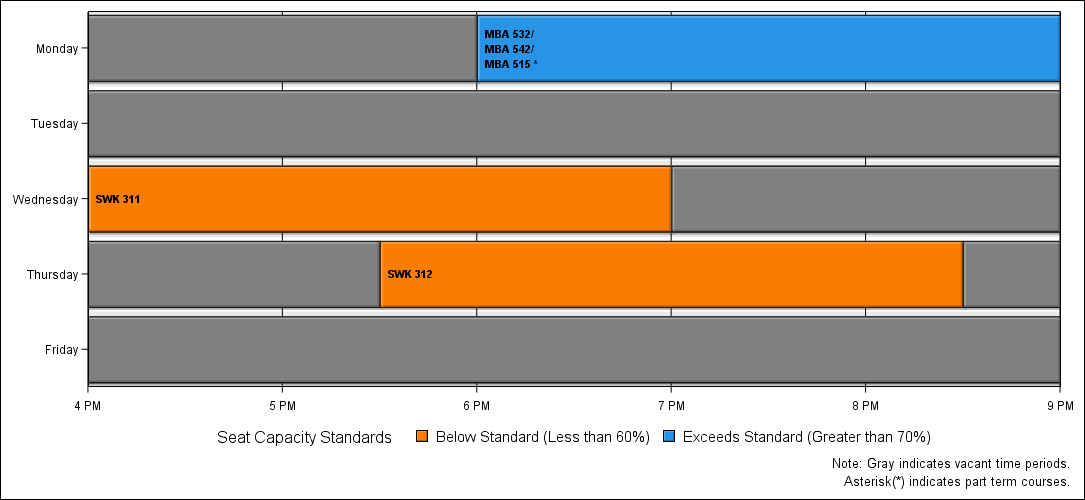 Monday
MBA 532/
MBA 542/
MBA 515 *
Tuesday
Wednesday
SWK 311
Thursday
SWK 312
Friday
4 PM 5 PM 6 PM 7 PM 8 PM 9 PM
Seat Capacity Standards Below Standard (Less than 60%) Exceeds Standard (Greater than 70%)
Note: Gray indicates vacant time periods.
Asterisk(*) indicates part term courses.